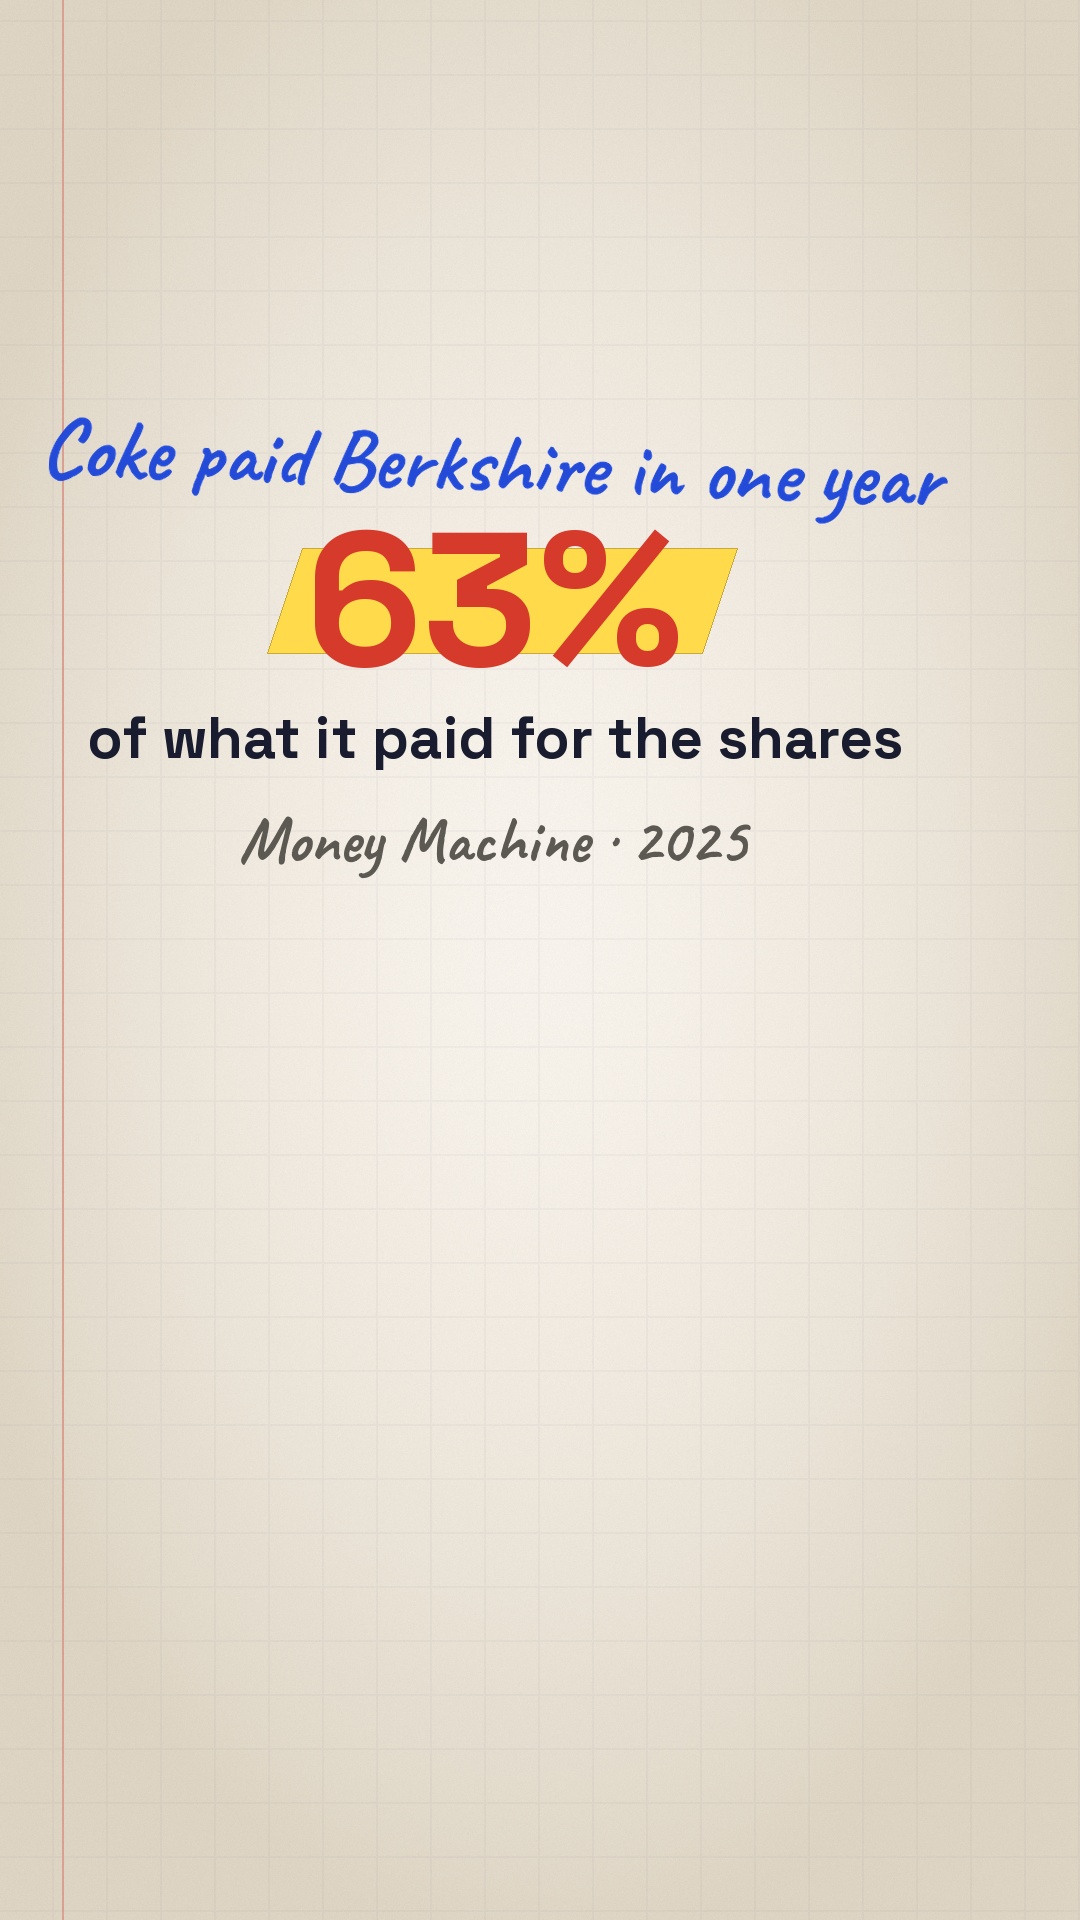 Coke paid Berkshire in one year
63%
of what it paid for the shares
Money Machine · 2025